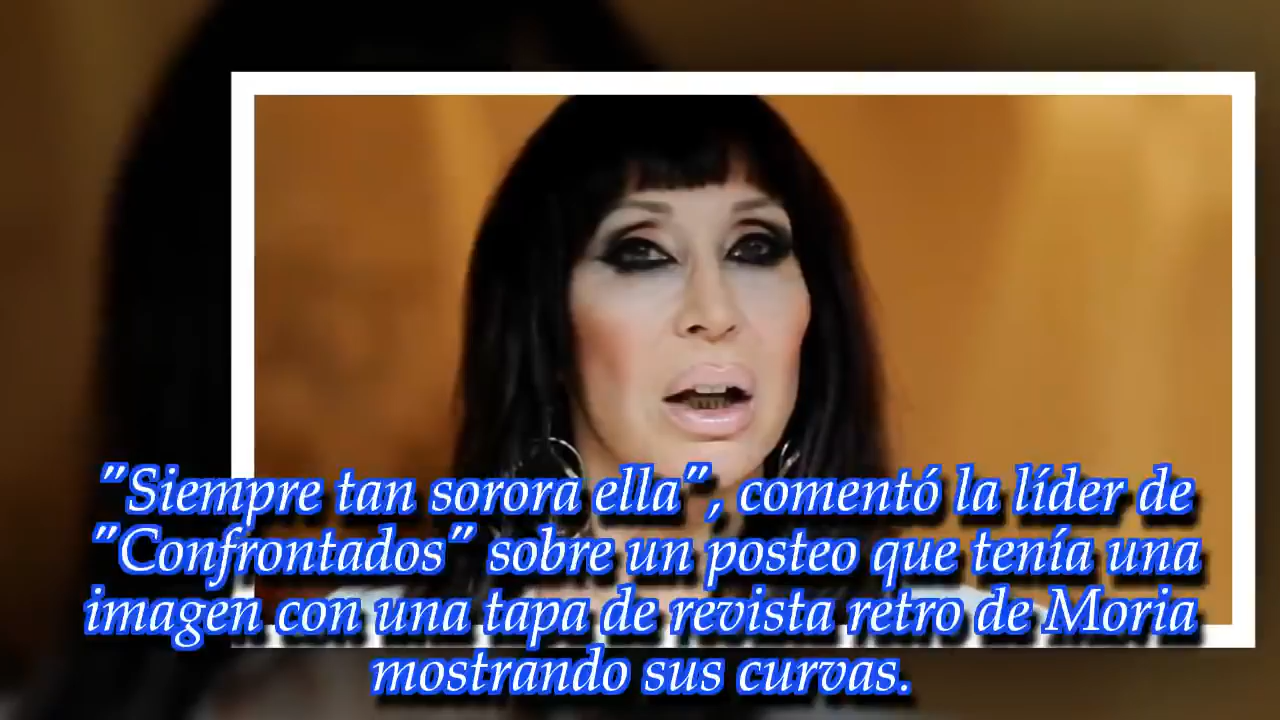 "Siempre tan sorora ella", comentó la líder de
"Confrontados" sobre un posteo que tenía una
imagen con una tapa de revista retro de Moria
mostrando sus curvas.